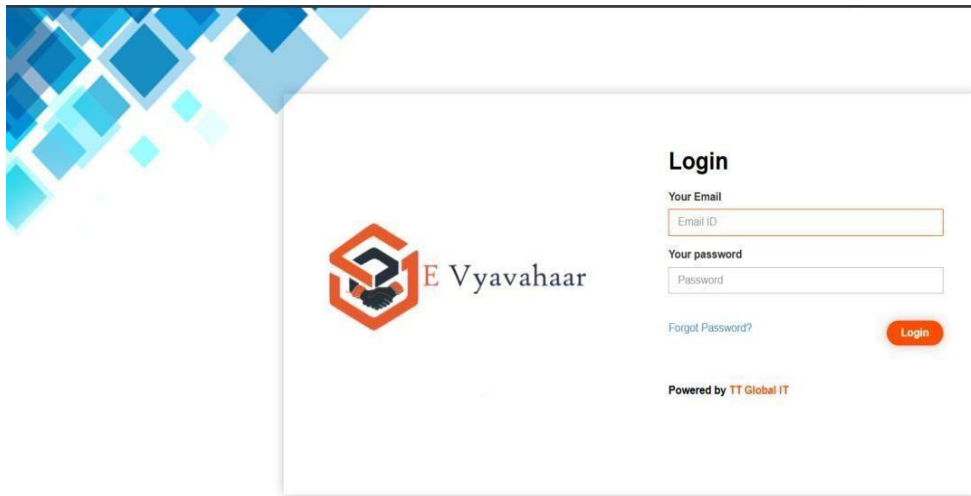 E Vyavahaar
Login
Your Email
Email ID
Your password
Password
Forgot Password?
Login
Powered by TT Global IT